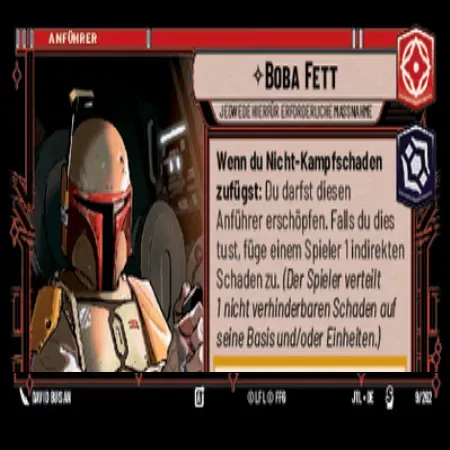 ANFÜHRER
BOBA FETT
JEDWEDE HIERFÜR ERFORDERLICHE MASSNAHME
Wenn du Nicht-Kampfschaden
zufügst: Du darfst diesen
Anführer erschöpfen. Falls du dies
tust, füge einem Spieler 1 indirekten
Schaden zu. (Der Spieler verteilt
1 nicht verhinderbaren Schaden auf
seine Basis und/oder Einheiten.)
DAVID BUISAN
LFL FFG
JTL • DE
9/262